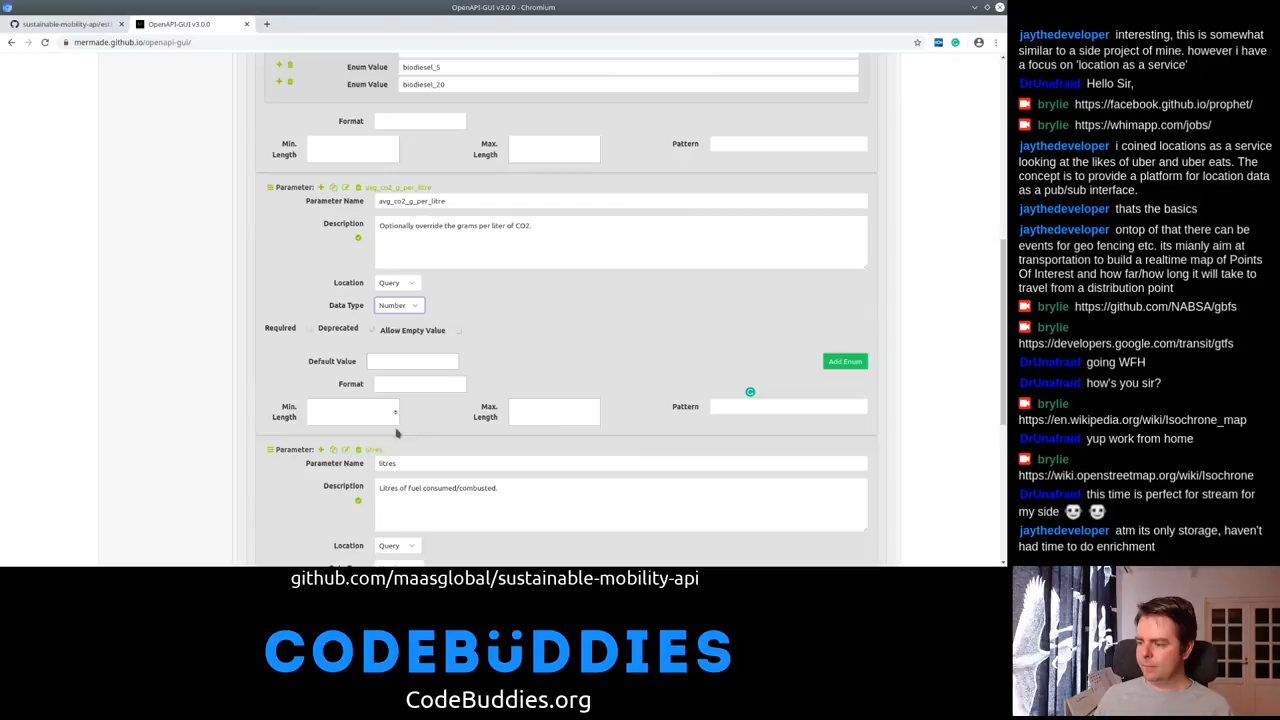 OpenAPI-GUI v3.0.0 - Chromium
sustainable-mobility-api/est
OpenAPI-GUI v3.0.0
mermade.github.io/openapi-gui/
Enum Value
biodiesel_5
Enum Value
biodiesel_20
Format
Min. Length
Max. Length
Pattern
Parameter:
avg_co2_g_per_litre
Parameter Name
avg_co2_g_per_litre
Description
Optionally override the grams per liter of CO2.
Location
Query
Data Type
Number
Required
Deprecated
Allow Empty Value
Default Value
Add Enum
Format
Min. Length
Max. Length
Pattern
Parameter:
litres
Parameter Name
litres
Description
Litres of fuel consumed/combusted.
Location
Query
jaythedeveloper interesting, this is somewhat
similar to a side project of mine. however i have
a focus on 'location as a service'
DrUnafraid Hello Sir,
brylie https://facebook.github.io/prophet/
brylie https://whimapp.com/jobs/
jaythedeveloper i coined locations as a service
looking at the likes of uber and uber eats. The
concept is to provide a platform for location data
as a pub/sub interface.
jaythedeveloper thats the basics
jaythedeveloper ontop of that there can be
events for geo fencing etc. its mianly aim at
transportation to build a realtime map of Points
Of Interest and how far/how long it will take to
travel from a distribution point
brylie https://github.com/NABSA/gbfs
brylie
https://developers.google.com/transit/gtfs
DrUnafraid going WFH
DrUnafraid how's you sir?
brylie
https://en.wikipedia.org/wiki/Isochrone_map
DrUnafraid yup work from home
brylie
https://wiki.openstreetmap.org/wiki/Isochrone
DrUnafraid this time is perfect for stream for
my side
jaythedeveloper atm its only storage, haven't
had time to do enrichment
github.com/maasglobal/sustainable-mobility-api
CODEBUDDIES
CodeBuddies.org